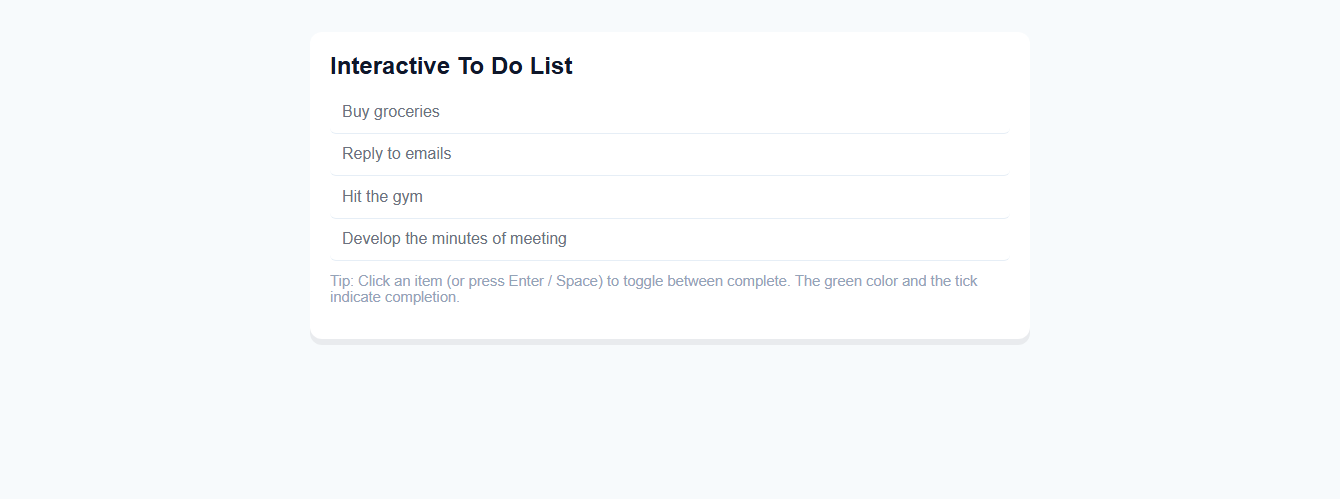 Interactive To Do List
Buy groceries
Reply to emails
Hit the gym
Develop the minutes of meeting
Tip: Click an item (or press Enter / Space) to toggle between complete. The green color and the tick
indicate completion.